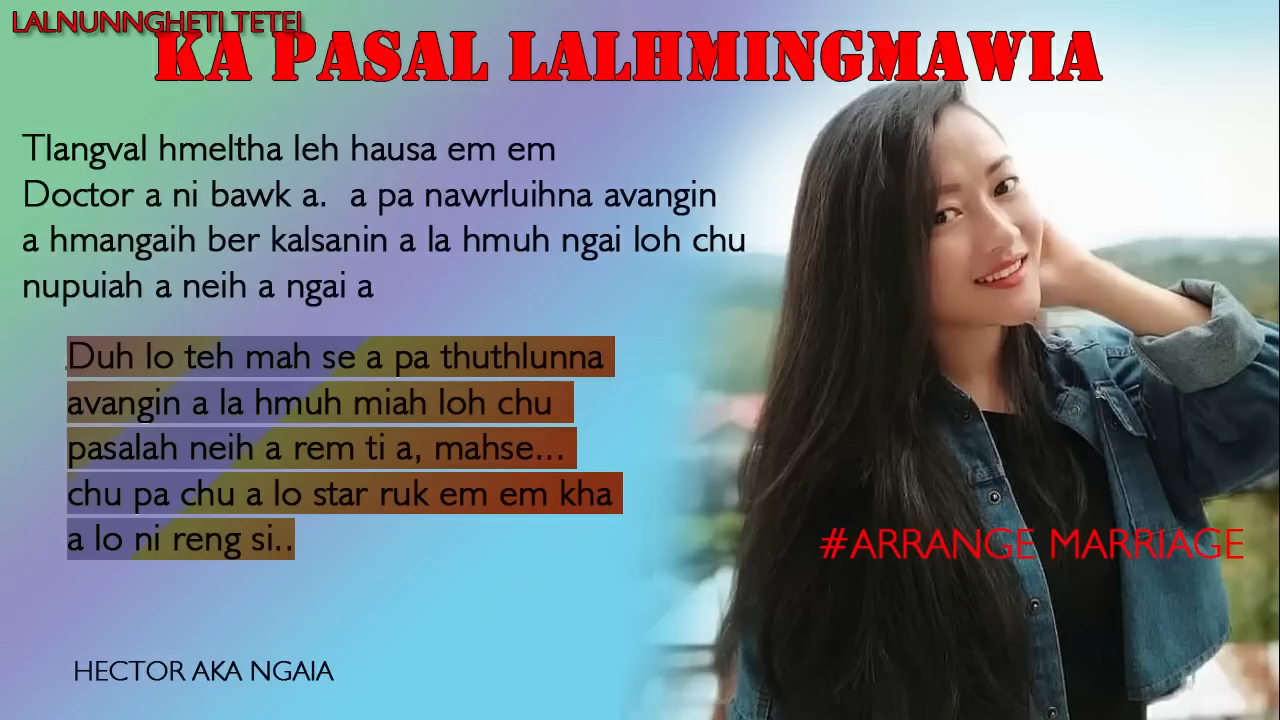 LALNUNNGHETI TETEI
KA PASAL LALHMINGMAWIA
Tlangval hmeltha leh hausa em em
Doctor a ni bawk a. a pa nawrluihna avangin
a hmangaih ber kalsanin a la hmuh ngai loh chu
nupuiah a neih a ngai a
Duh lo teh mah se a pa thuthlunna
avangin a la hmuh miah loh chu
pasalah neih a rem ti a, mahse...
chu pa chu a lo star ruk em em kha
a lo ni reng si..
#ARRANGE MARRIAGE
HECTOR AKA NGAIA